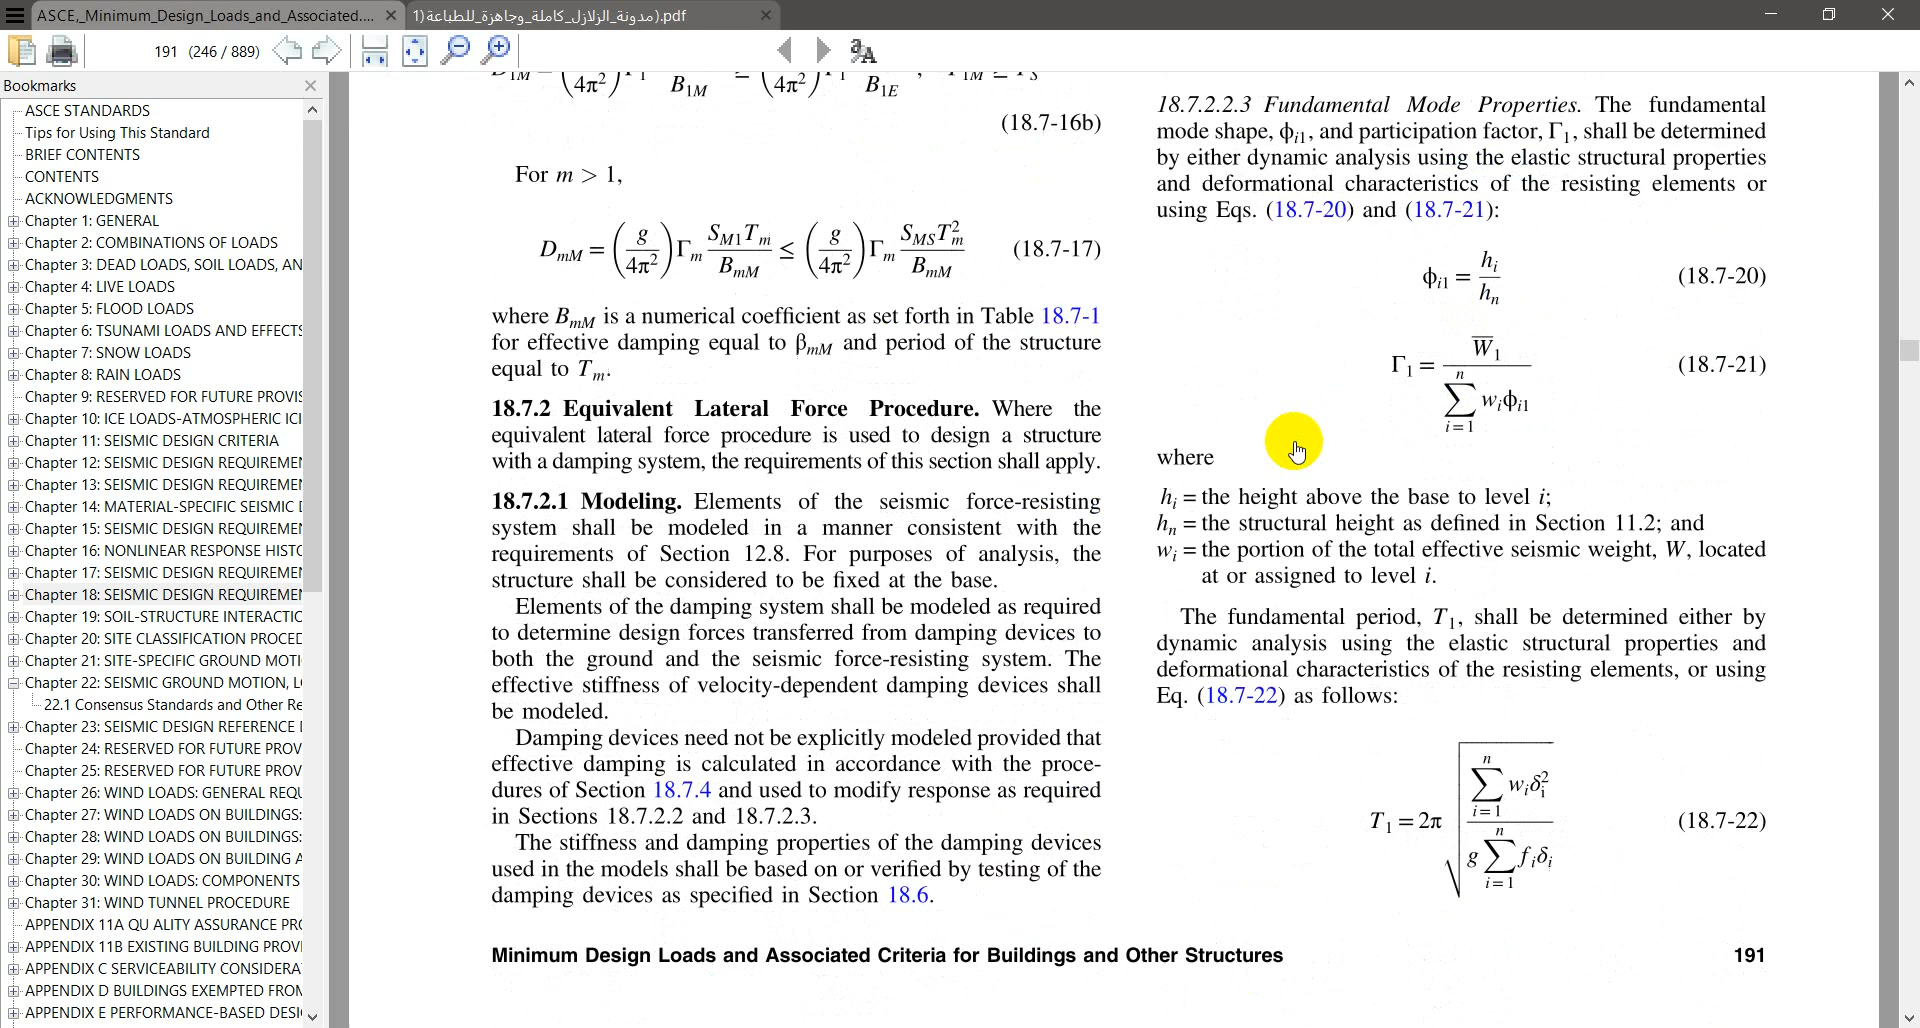 ASCE,_Minimum_Design_Loads_and_Associated....
1)مدونة_الزلازل_كاملة_وجاهزة_للطباعة).pdf
191 (246 / 889)
Bookmarks
ASCE STANDARDS
Tips for Using This Standard
BRIEF CONTENTS
CONTENTS
ACKNOWLEDGMENTS
Chapter 1: GENERAL
Chapter 2: COMBINATIONS OF LOADS
Chapter 3: DEAD LOADS, SOIL LOADS, AN
Chapter 4: LIVE LOADS
Chapter 5: FLOOD LOADS
Chapter 6: TSUNAMI LOADS AND EFFECTS
Chapter 7: SNOW LOADS
Chapter 8: RAIN LOADS
Chapter 9: RESERVED FOR FUTURE PROVIS
Chapter 10: ICE LOADS-ATMOSPHERIC ICI
Chapter 11: SEISMIC DESIGN CRITERIA
Chapter 12: SEISMIC DESIGN REQUIREMEN
Chapter 13: SEISMIC DESIGN REQUIREMEN
Chapter 14: MATERIAL-SPECIFIC SEISMIC
Chapter 15: SEISMIC DESIGN REQUIREMEN
Chapter 16: NONLINEAR RESPONSE HISTO
Chapter 17: SEISMIC DESIGN REQUIREMEN
Chapter 18: SEISMIC DESIGN REQUIREMEN
Chapter 19: SOIL-STRUCTURE INTERACTIO
Chapter 20: SITE CLASSIFICATION PROCED
Chapter 21: SITE-SPECIFIC GROUND MOTI
Chapter 22: SEISMIC GROUND MOTION, L
22.1 Consensus Standards and Other Re
Chapter 23: SEISMIC DESIGN REFERENCE
Chapter 24: RESERVED FOR FUTURE PROV
Chapter 25: RESERVED FOR FUTURE PROV
Chapter 26: WIND LOADS: GENERAL REQU
Chapter 27: WIND LOADS ON BUILDINGS:
Chapter 28: WIND LOADS ON BUILDINGS:
Chapter 29: WIND LOADS ON BUILDING A
Chapter 30: WIND LOADS: COMPONENTS
Chapter 31: WIND TUNNEL PROCEDURE
APPENDIX 11A QU ALITY ASSURANCE PRO
APPENDIX 11B EXISTING BUILDING PROVI
APPENDIX C SERVICEABILITY CONSIDERA
APPENDIX D BUILDINGS EXEMPTED FROM
APPENDIX E PERFORMANCE-BASED DESI
(18.7-16b)
For m > 1,
D_mM = (g/4π²) Γ_m S_M1 T_m / B_mM ≤ (g/4π²) Γ_m S_MS T_m² / B_mM (18.7-17)
where B_mM is a numerical coefficient as set forth in Table 18.7-1
for effective damping equal to β_mM and period of the structure
equal to T_m.
18.7.2 Equivalent Lateral Force Procedure. Where the
equivalent lateral force procedure is used to design a structure
with a damping system, the requirements of this section shall apply.
18.7.2.1 Modeling. Elements of the seismic force-resisting
system shall be modeled in a manner consistent with the
requirements of Section 12.8. For purposes of analysis, the
structure shall be considered to be fixed at the base.
Elements of the damping system shall be modeled as required
to determine design forces transferred from damping devices to
both the ground and the seismic force-resisting system. The
effective stiffness of velocity-dependent damping devices shall
be modeled.
Damping devices need not be explicitly modeled provided that
effective damping is calculated in accordance with the proce-
dures of Section 18.7.4 and used to modify response as required
in Sections 18.7.2.2 and 18.7.2.3.
The stiffness and damping properties of the damping devices
used in the models shall be based on or verified by testing of the
damping devices as specified in Section 18.6.
18.7.2.2.3 Fundamental Mode Properties. The fundamental
mode shape, ϕ_i1, and participation factor, Γ_1, shall be determined
by either dynamic analysis using the elastic structural properties
and deformational characteristics of the resisting elements or
using Eqs. (18.7-20) and (18.7-21):
ϕ_i1 = h_i / h_n (18.7-20)
Γ_1 = W̅_1 / Σ_{i=1}^{n} w_i ϕ_i1 (18.7-21)
where
h_i = the height above the base to level i;
h_n = the structural height as defined in Section 11.2; and
w_i = the portion of the total effective seismic weight, W, located
at or assigned to level i.
The fundamental period, T_1, shall be determined either by
dynamic analysis using the elastic structural properties and
deformational characteristics of the resisting elements, or using
Eq. (18.7-22) as follows:
T_1 = 2π √(Σ_{i=1}^{n} w_i δ_i² / g Σ_{i=1}^{n} f_i δ_i) (18.7-22)
Minimum Design Loads and Associated Criteria for Buildings and Other Structures 191